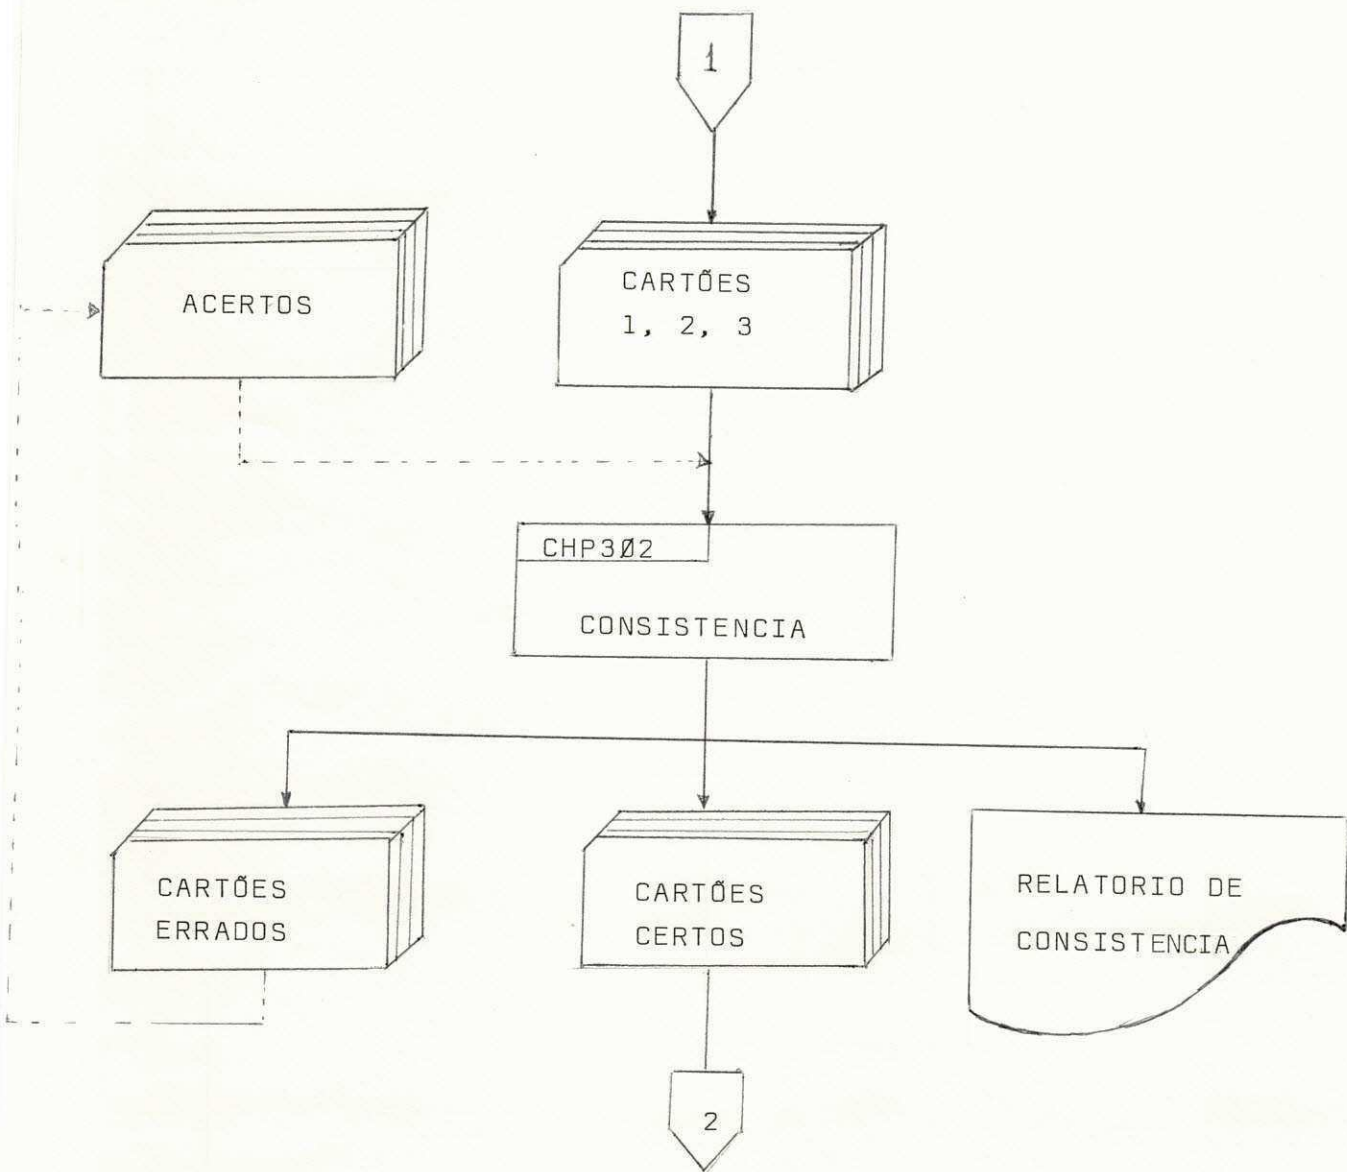 1
ACERTOS
CARTÕES
1, 2, 3
CHP3Ø2
CONSISTENCIA
CARTÕES
ERRADOS
CARTÕES
CERTOS
RELATORIO DE
CONSISTENCIA
2